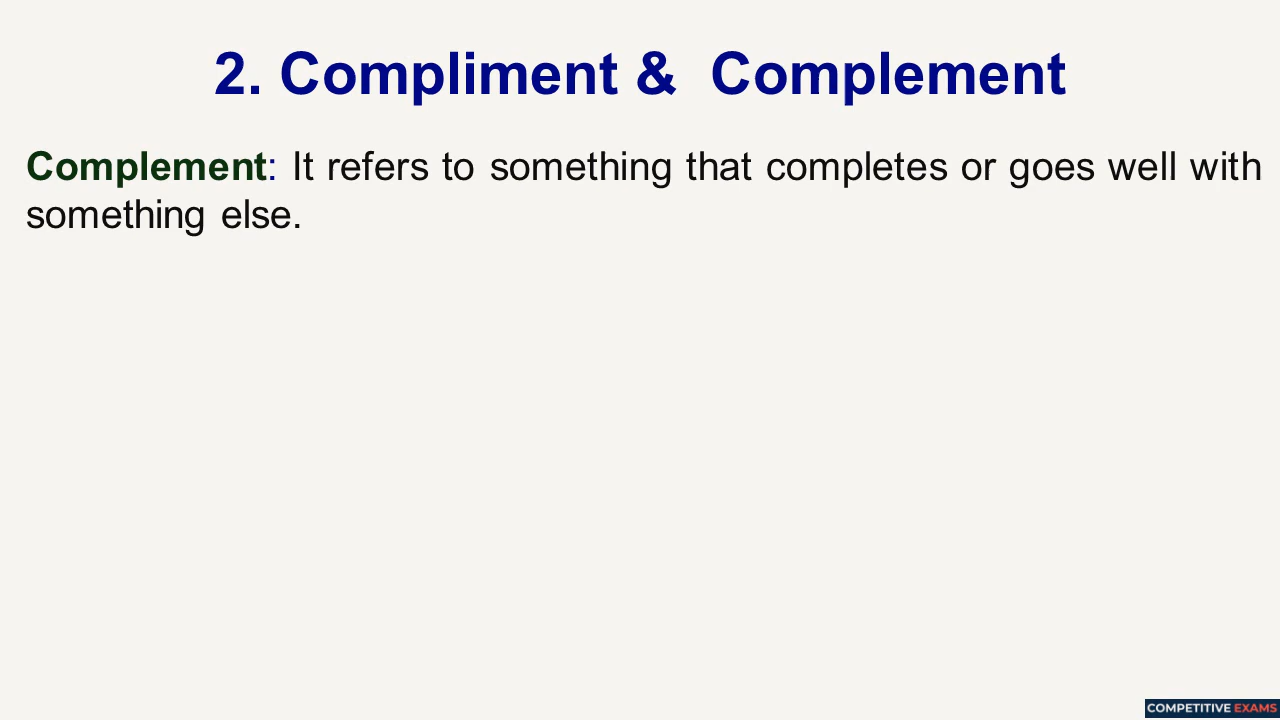 2. Compliment & Complement
Complement: It refers to something that completes or goes well with
something else.
COMPETITIVE EXAMS